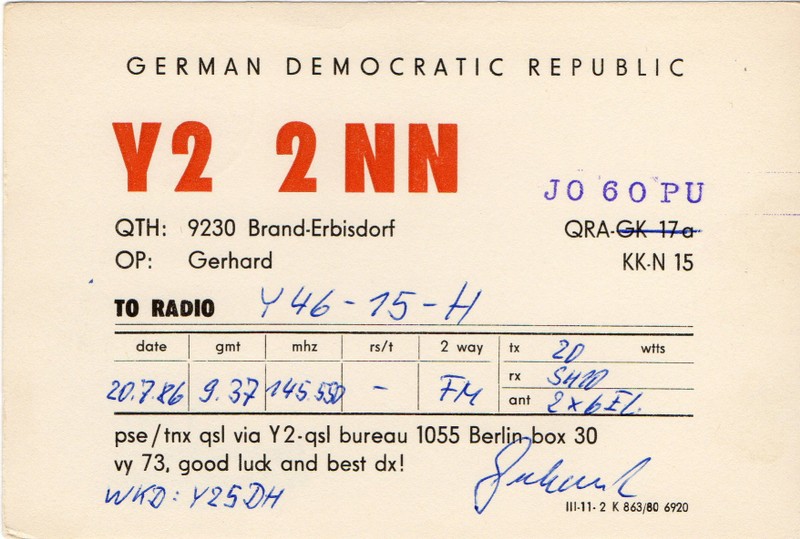 GERMAN DEMOCRATIC REPUBLIC
Y2 2NN
JO 60 PU
QTH: 9230 Brand-Erbisdorf
QRA-GK 17a
OP: Gerhard
KK-N 15
TO RADIO Y46-15-H
date gmt mhz rs/t 2 way tx 20 wtts
rx
20.7.86 9.37 145.550 - FM
ant 2x6EL.
pse/tnx qsl via Y2-qsl bureau 1055 Berlin box 30
vy 73, good luck and best dx!
WKD: Y25DH
Gerhard
III-11-2 K 863/80 6920